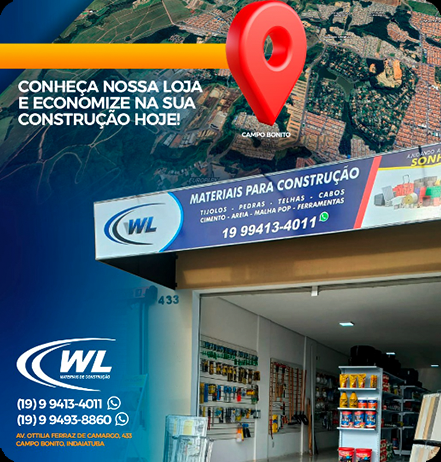 CONHEÇA NOSSA LOJA
E ECONOMIZE NA SUA
CONSTRUÇÃO HOJE!
CAMPO BONITO
WL
MATERIAIS PARA CONSTRUÇÃO
TIJOLOS - PEDRAS - TELHAS - CABOS
CIMENTO - AREIA - MALHA POP - FERRAMENTAS
19 99413-4011
SONH
433
WL
MATERIAIS DE CONSTRUÇÃO
(19) 9 9413-4011
(19) 9 9493-8860
AV. OTTILIA FERRAZ DE CAMARGO, 433
CAMPO BONITO, INDAIATUBA